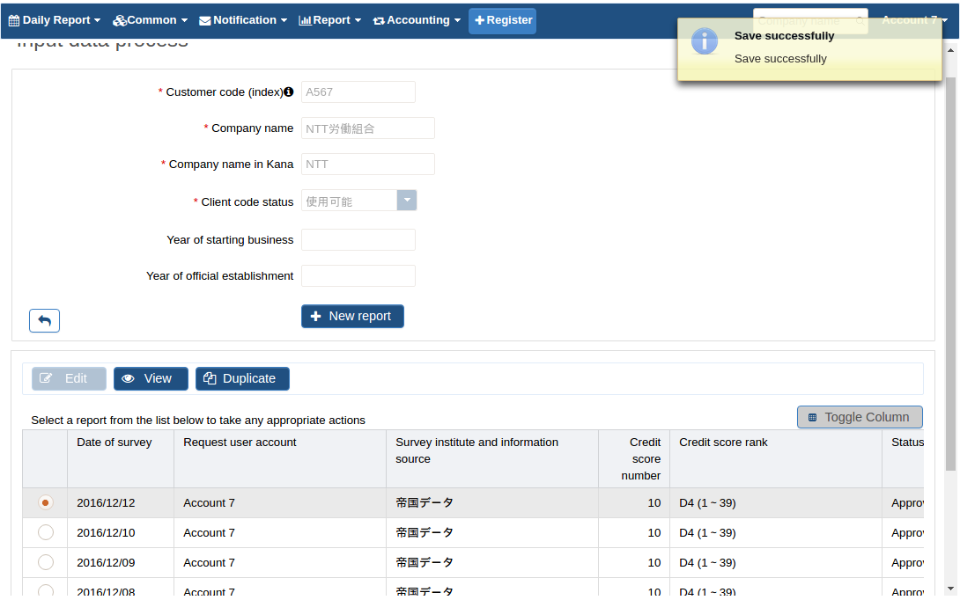 Daily Report Common Notification Report Accounting Register Company name Account 7
Save successfully
Save successfully
Input data process
* Customer code (index) A567
* Company name NTT労働組合
* Company name in Kana NTT
* Client code status 使用可能
Year of starting business
Year of official establishment
New report
Edit View Duplicate
Toggle Column
Select a report from the list below to take any appropriate actions
Date of survey Request user account Survey institute and information source Credit score number Credit score rank Status
2016/12/12 Account 7 帝国データ 10 D4 (1 ~ 39) Approv
2016/12/10 Account 7 帝国データ 10 D4 (1 ~ 39) Approv
2016/12/09 Account 7 帝国データ 10 D4 (1 ~ 39) Approv
2016/12/08 Account 7 帝国データ 10 D4 (1 ~ 39) Approv